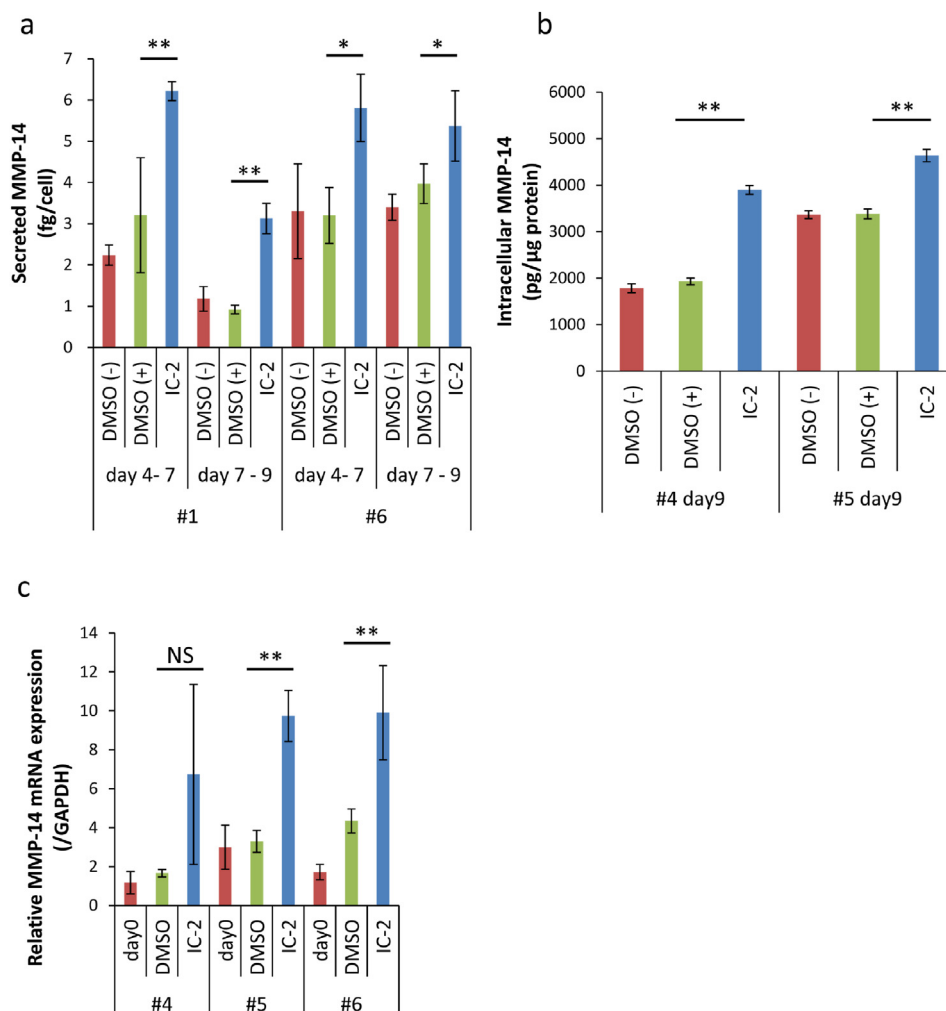 a
Secreted MMP-14
(fg/cell)
7
6
5
4
3
2
1
0
**
**
*
*
DMSO (-)
DMSO (+)
IC-2
DMSO (-)
DMSO (+)
IC-2
DMSO (-)
DMSO (+)
IC-2
DMSO (-)
DMSO (+)
IC-2
day 4- 7
day 7 - 9
day 4- 7
day 7 - 9
#1
#6
b
Intracellular MMP-14
(pg/µg protein)
6000
5000
4000
3000
2000
1000
0
**
**
DMSO (-)
DMSO (+)
IC-2
DMSO (-)
DMSO (+)
IC-2
#4 day9
#5 day9
c
Relative MMP-14 mRNA expression
(/GAPDH)
14
12
10
8
6
4
2
0
NS
**
**
day0
DMSO
IC-2
day0
DMSO
IC-2
day0
DMSO
IC-2
#4
#5
#6